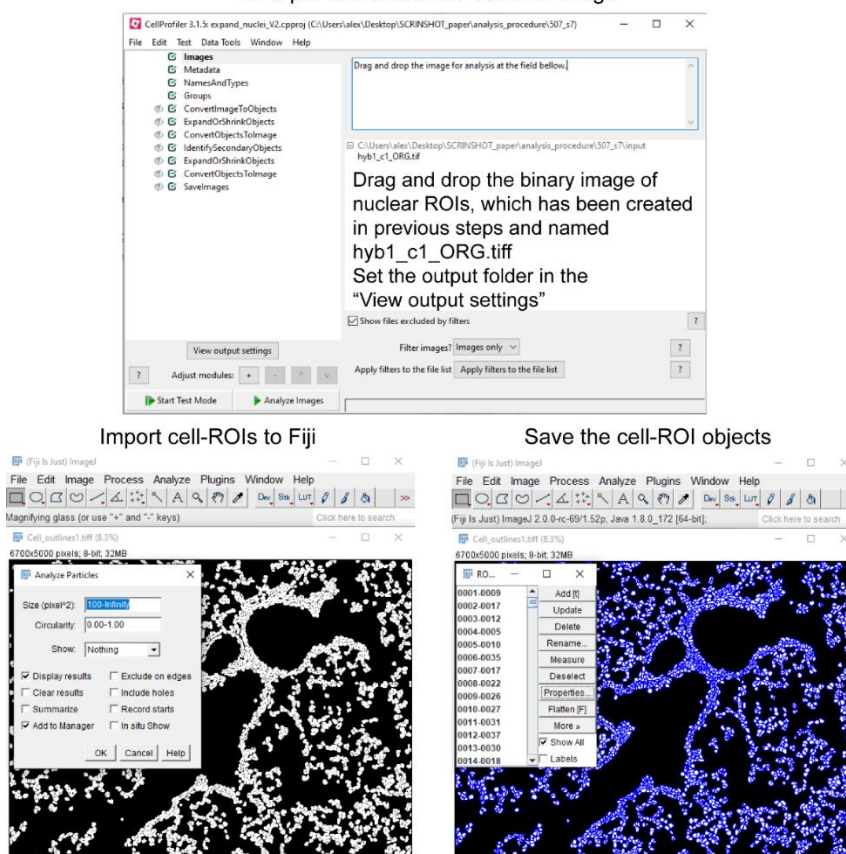 CellProfiler 3.1.5: expand_nuclei_V2.cpproj (C:\Users\alex\Desktop\SCRINSHOT_paper\analysis_procedure\507_s7)
File Edit Test Data Tools Window Help
Images
Metadata
NamesAndTypes
Groups
ConvertImageToObjects
ExpandOrShrinkObjects
ConvertObjectsToImage
IdentifySecondaryObjects
ExpandOrShrinkObjects
ConvertObjectsToImage
SaveImages
Drag and drop the image for analysis at the field bellow.
C:\Users\alex\Desktop\SCRINSHOT_paper\analysis_procedure\507_s7\input
hyb1_c1_ORG.tif
Drag and drop the binary image of
nuclear ROIs, which has been created
in previous steps and named
hyb1_c1_ORG.tiff
Set the output folder in the
“View output settings”
Show files excluded by filters ?
View output settings
Filter images? Images only ?
? Adjust modules: + - ^ v
Apply filters to the file list Apply filters to the file list ?
Start Test Mode Analyze Images
Import cell-ROIs to Fiji
(Fiji Is Just) ImageJ
File Edit Image Process Analyze Plugins Window Help
A Dev Stk LUT >>
Magnifying glass (or use "+" and "-" keys) Click here to search
Cell_outlines1.tiff (8.3%)
6700x5000 pixels; 8-bit; 32MB
Analyze Particles
Size (pixel^2): 100-Infinity
Circularity: 0.00-1.00
Show: Nothing
Display results Exclude on edges
Clear results Include holes
Summarize Record starts
Add to Manager In situ Show
OK Cancel Help
Save the cell-ROI objects
(Fiji Is Just) ImageJ
File Edit Image Process Analyze Plugins Window Help
A Dev Stk LUT >>
(Fiji Is Just) ImageJ 2.0.0-rc-69/1.52p; Java 1.8.0_172 [64-bit]; Click here to search
Cell_outlines1.tiff (8.3%)
6700x5000 pixels; 8-bit; 32MB
RO...
0001-0009
0002-0017
0003-0012
0004-0005
0005-0010
0006-0035
0007-0017
0008-0022
0009-0026
0010-0027
0011-0031
0012-0037
0013-0030
0014-0018
Add [t]
Update
Delete
Rename...
Measure
Deselect
Properties...
Flatten [F]
More »
Show All
Labels